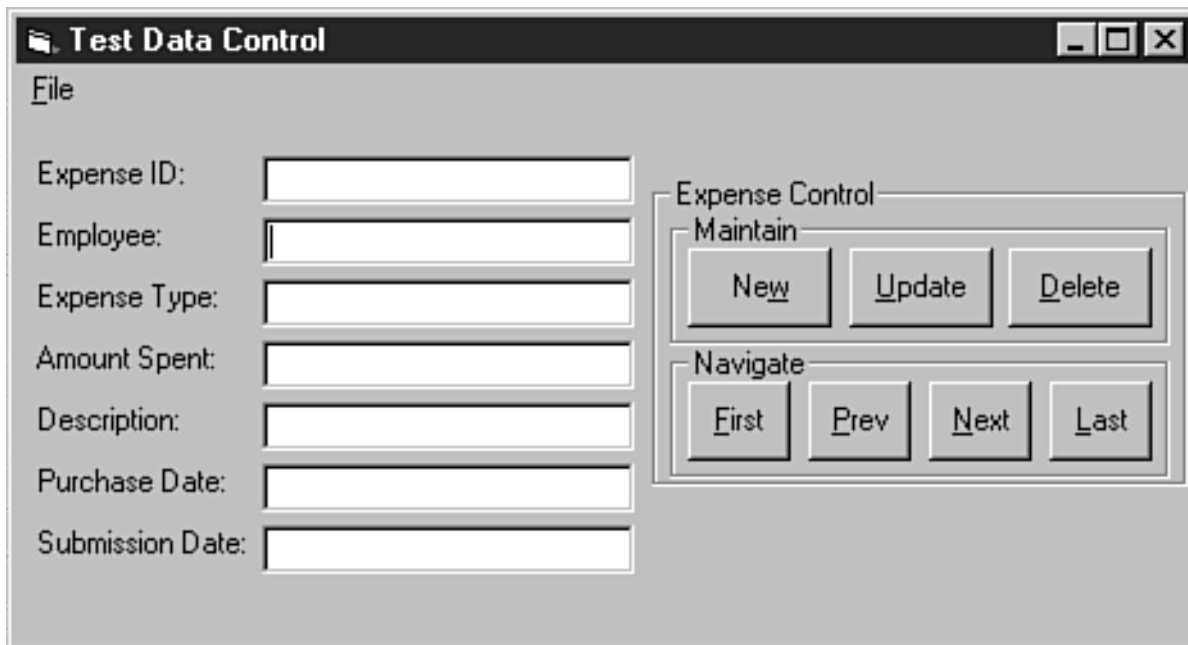 Test Data Control
File
Expense ID:
Employee:
Expense Type:
Amount Spent:
Description:
Purchase Date:
Submission Date:
Expense Control
Maintain
New Update Delete
Navigate
First Prev Next Last